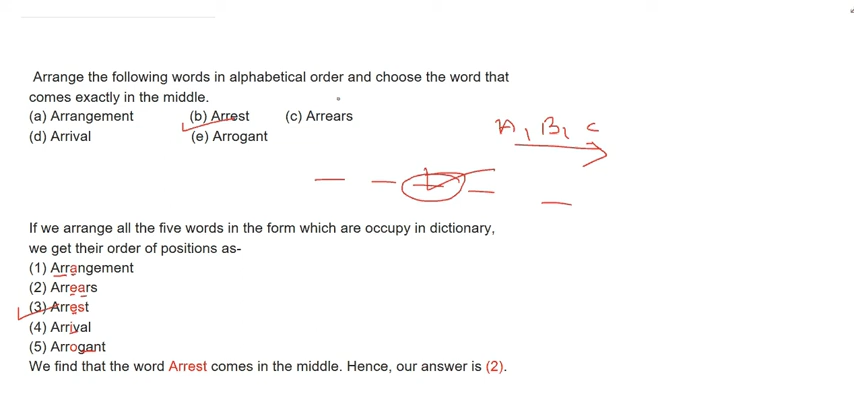 Arrange the following words in alphabetical order and choose the word that
comes exactly in the middle.
(a) Arrangement (b) Arrest (c) Arrears
(d) Arrival (e) Arrogant
A, B, C
If we arrange all the five words in the form which are occupy in dictionary,
we get their order of positions as-
(1) Arrangement
(2) Arrears
(3) Arrest
(4) Arrival
(5) Arrogant
We find that the word Arrest comes in the middle. Hence, our answer is (2).